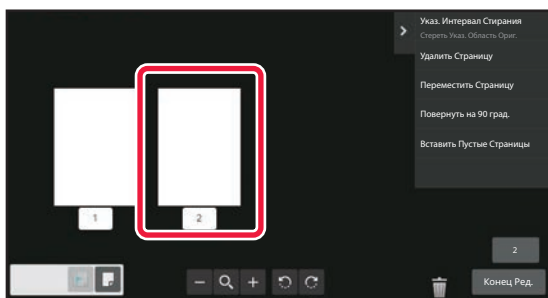 Указ. Интервал Стирания
Стереть Указ. Область Ориг.
Удалить Страницу
Переместить Страницу
Повернуть на 90 град.
Вставить Пустые Страницы
1
2
2
Конец Ред.